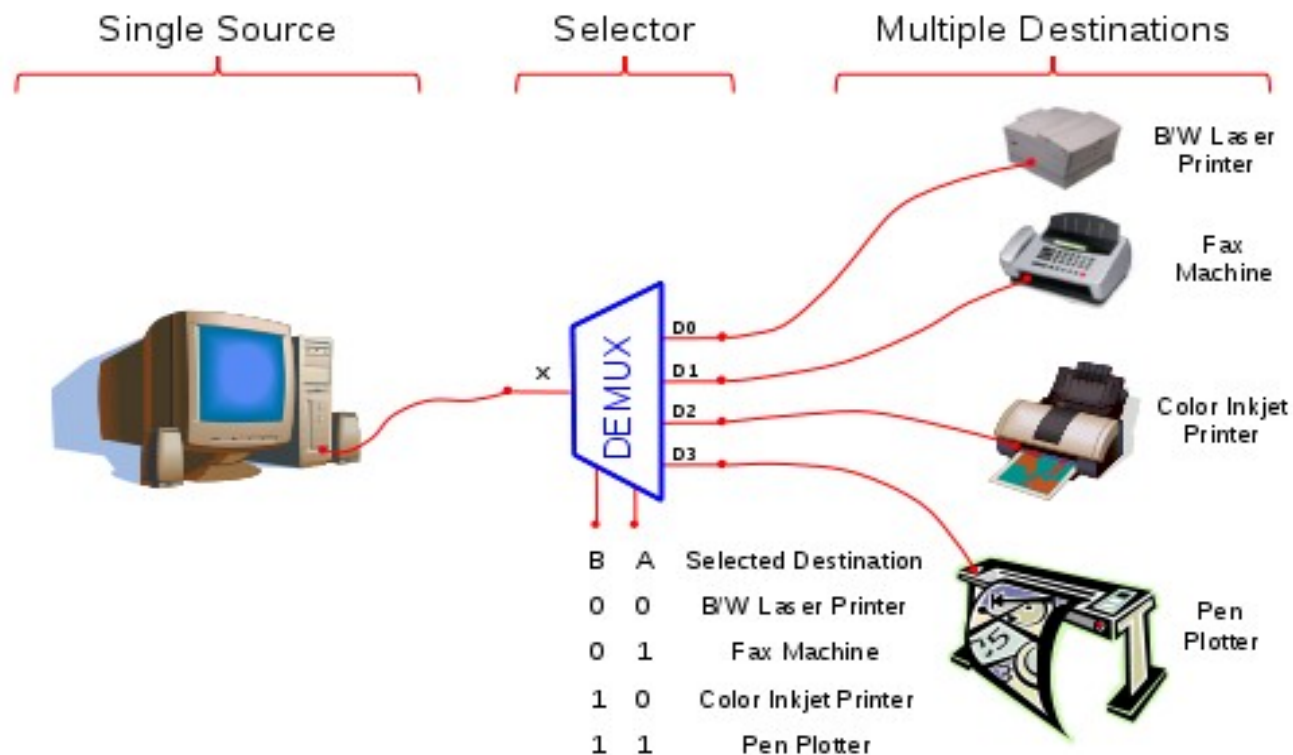 Single Source
Selector
Multiple Destinations
B/W Laser
Printer
Fax
Machine
Color Inkjet
Printer
Pen
Plotter
X
DEMUX
D0
D1
D2
D3
B A Selected Destination
0 0 B/W Laser Printer
0 1 Fax Machine
1 0 Color Inkjet Printer
1 1 Pen Plotter